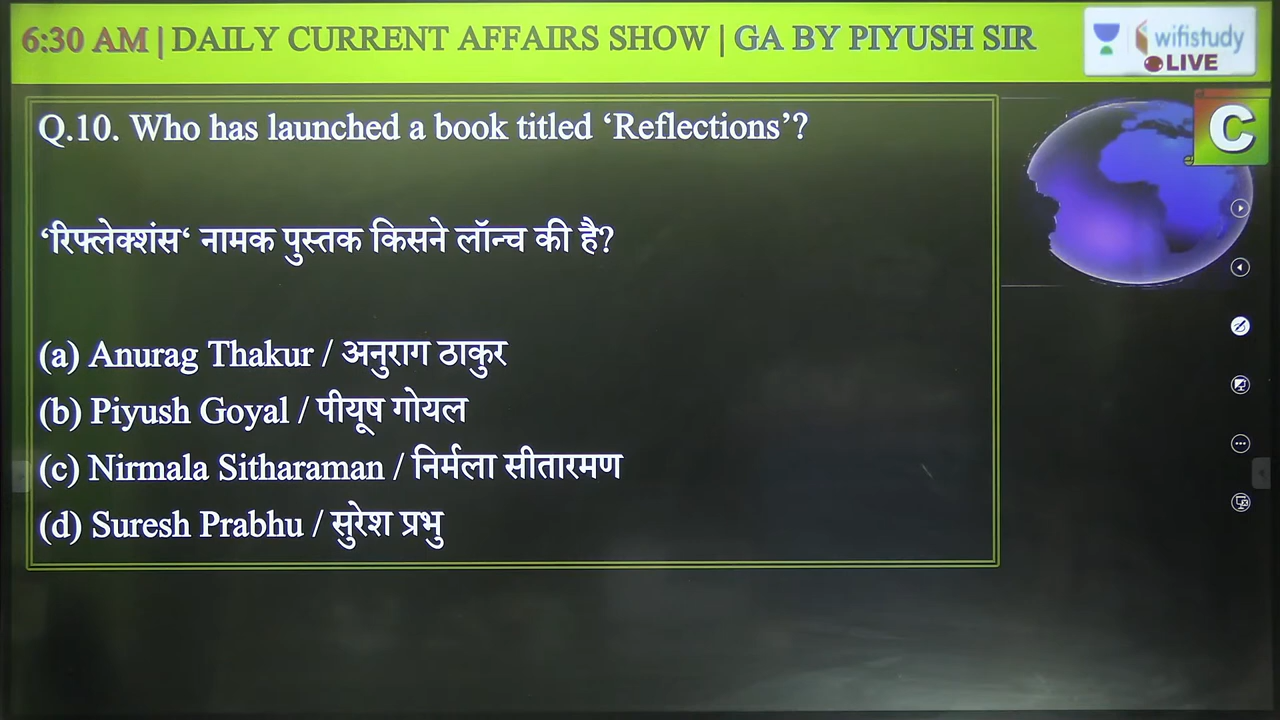 6:30 AM | DAILY CURRENT AFFAIRS SHOW | GA BY PIYUSH SIR
wifistudy
LIVE
C
Q.10. Who has launched a book titled ‘Reflections’?
‘रिफ्लेक्शंस‘ नामक पुस्तक किसने लॉन्च की है?
(a) Anurag Thakur / अनुराग ठाकुर
(b) Piyush Goyal / पीयूष गोयल
(c) Nirmala Sitharaman / निर्मला सीतारमण
(d) Suresh Prabhu / सुरेश प्रभु